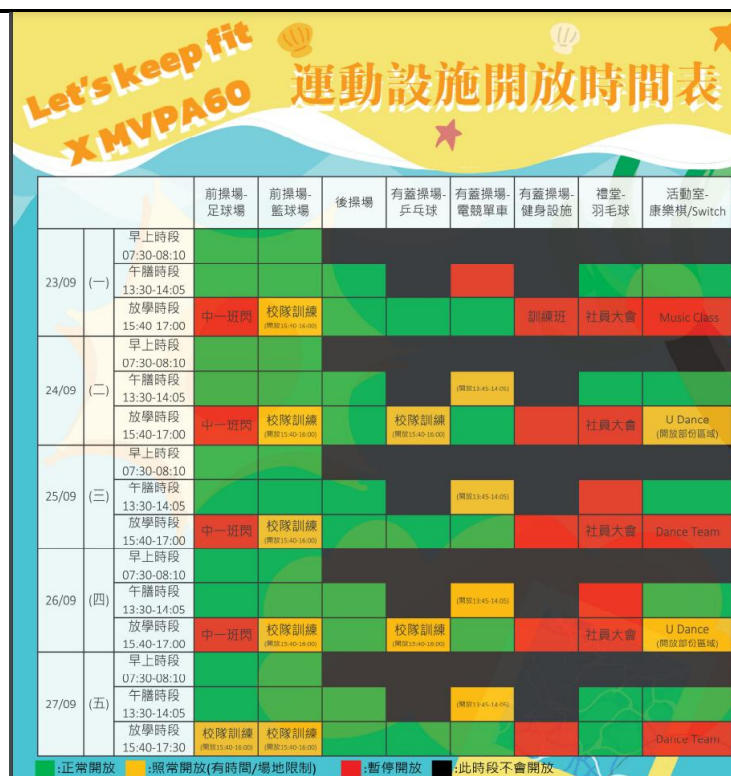 Let's keep fit
X MVPA60
運動設施開放時間表
前操場-
足球場
前操場-
籃球場
後操場
有蓋操場-
乒乓球
有蓋操場-
電競單車
有蓋操場-
健身設施
禮堂-
羽毛球
活動室-
康樂棋/Switch
23/09 (一)
早上時段
07:30-08:10
午膳時段
13:30-14:05
放學時段
15:40 17:00
中一班閃
校隊訓練
(開放15:40-16:00)
訓練班
社員大會
Music Class
24/09 (二)
早上時段
07:30-08:10
午膳時段
13:30-14:05
(開放13:45-14:05)
放學時段
15:40-17:00
中一班閃
校隊訓練
(開放15:40-16:00)
校隊訓練
(開放15:40-16:00)
社員大會
U Dance
(開放部份區域)
25/09 (三)
早上時段
07:30-08:10
午膳時段
13:30-14:05
(開放13:45-14:05)
放學時段
15:40-17:00
中一班閃
校隊訓練
(開放15:40-16:00)
社員大會
Dance Team
26/09 (四)
早上時段
07:30-08:10
午膳時段
13:30-14:05
(開放13:45-14:05)
放學時段
15:40-17:00
中一班閃
校隊訓練
(開放15:40-16:00)
校隊訓練
(開放15:40-16:00)
社員大會
U Dance
(開放部份區域)
27/09 (五)
早上時段
07:30-08:10
午膳時段
13:30-14:05
(開放13:45-14:05)
放學時段
15:40-17:30
校隊訓練
(開放15:40-16:00)
校隊訓練
(開放15:40-16:00)
Dance Team
:正常開放 :照常開放(有時間/場地限制) :暫停開放 :此時段不會開放